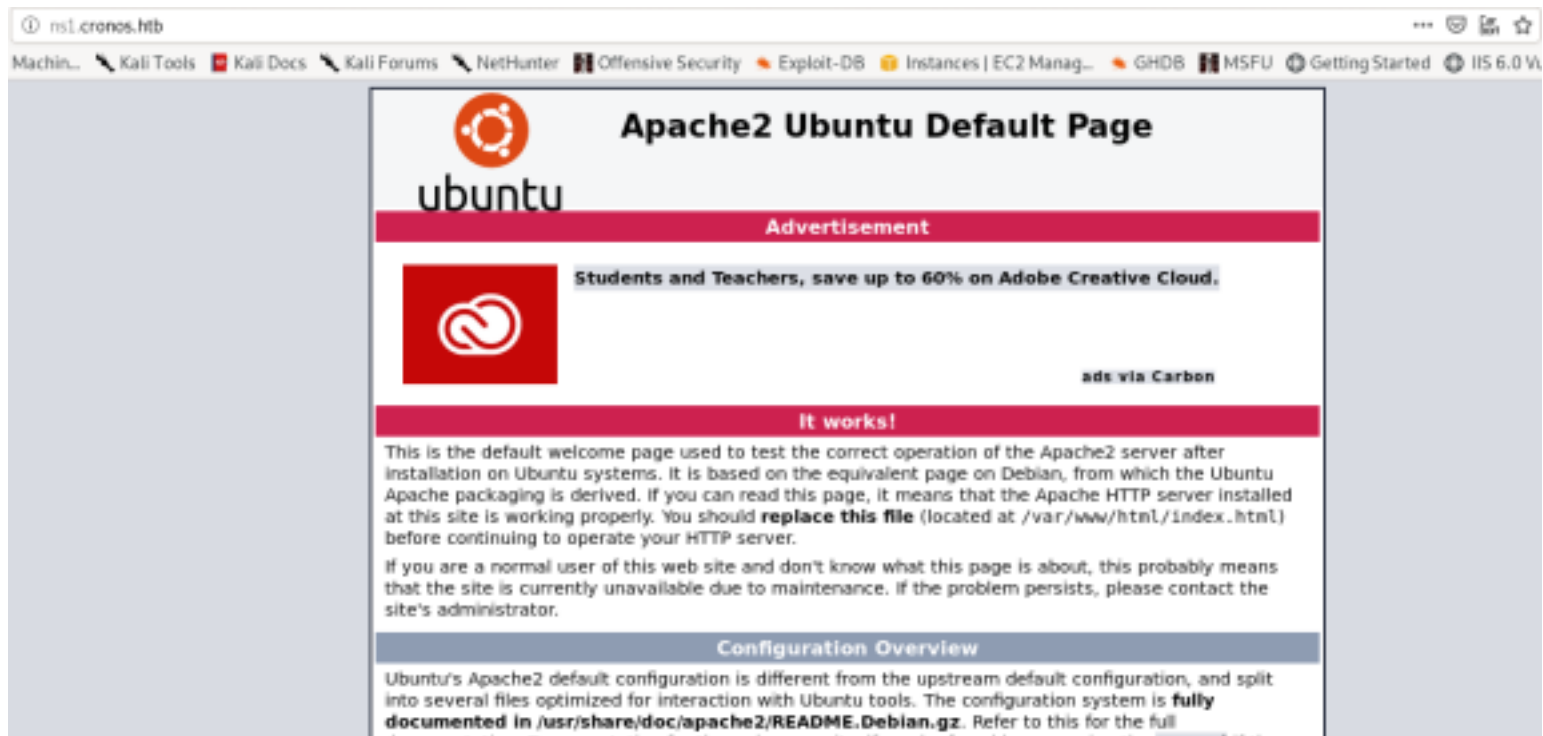 ns1.cronos.htb
Machin... Kali Tools Kali Docs Kali Forums NetHunter Offensive Security Exploit-DB Instances | EC2 Manag... GHDB MSFU Getting Started IIS 6.0
Apache2 Ubuntu Default Page
ubuntu
Advertisement
Students and Teachers, save up to 60% on Adobe Creative Cloud.
ads via Carbon
It works!
This is the default welcome page used to test the correct operation of the Apache2 server after
installation on Ubuntu systems. It is based on the equivalent page on Debian, from which the Ubuntu
Apache packaging is derived. If you can read this page, it means that the Apache HTTP server installed
at this site is working properly. You should replace this file (located at /var/www/html/index.html)
before continuing to operate your HTTP server.
If you are a normal user of this web site and don't know what this page is about, this probably means
that the site is currently unavailable due to maintenance. If the problem persists, please contact the
site's administrator.
Configuration Overview
Ubuntu's Apache2 default configuration is different from the upstream default configuration, and split
into several files optimized for interaction with Ubuntu tools. The configuration system is fully
documented in /usr/share/doc/apache2/README.Debian.gz. Refer to this for the full